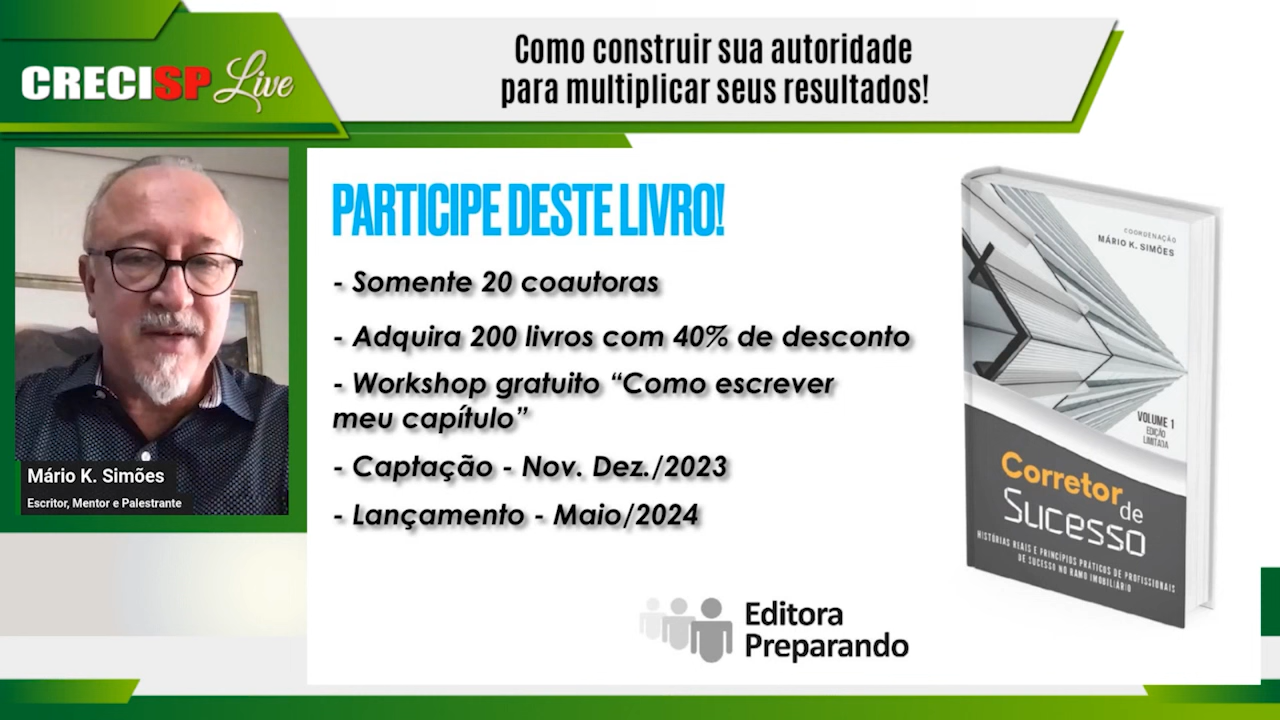 CRECISP Live
Como construir sua autoridade
para multiplicar seus resultados!
Mário K. Simões
Escritor, Mentor e Palestrante
PARTICIPE DESTE LIVRO!
- Somente 20 coautoras
- Adquira 200 livros com 40% de desconto
- Workshop gratuito “Como escrever
meu capítulo”
- Captação - Nov. Dez./2023
- Lançamento - Maio/2024
Editora
Preparando
COORDENAÇÃO
MÁRIO K. SIMÕES
VOLUME 1
EDIÇÃO
LIMITADA
Corretor de
Sucesso
HISTÓRIAS REAIS E PRINCÍPIOS PRÁTICOS DE PROFISSIONAIS
DE SUCESSO NO RAMO IMOBILIÁRIO